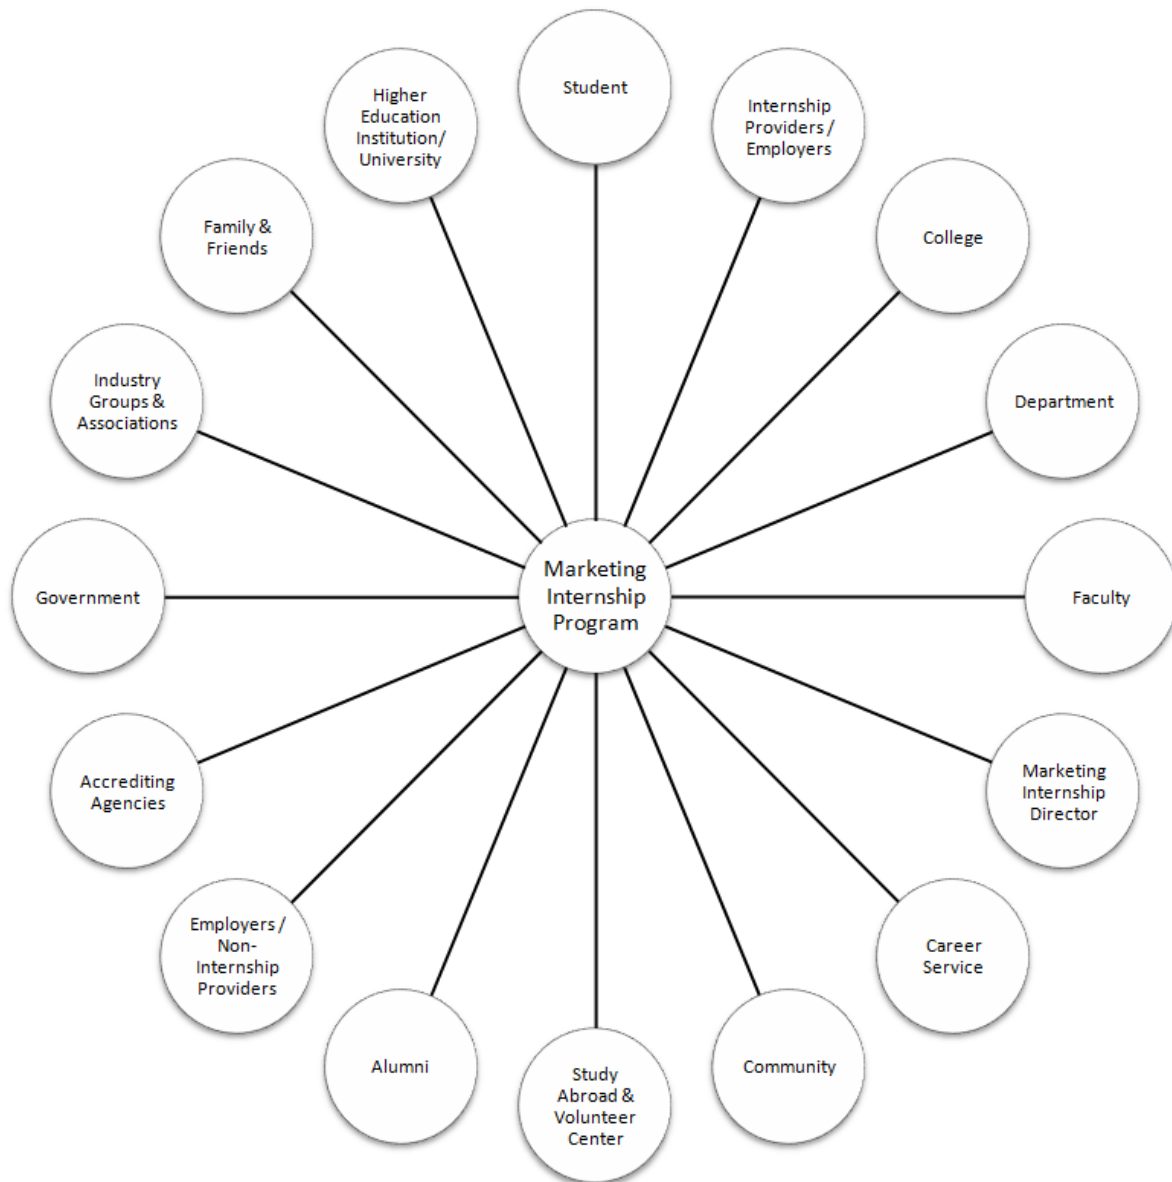 Student
Internship
Providers /
Employers
College
Department
Faculty
Marketing
Internship
Director
Career
Service
Community
Study
Abroad &
Volunteer
Center
Alumni
Employers /
Non-
Internship
Providers
Accrediting
Agencies
Government
Industry
Groups &
Associations
Family &
Friends
Higher
Education
Institution/
University
Marketing
Internship
Program